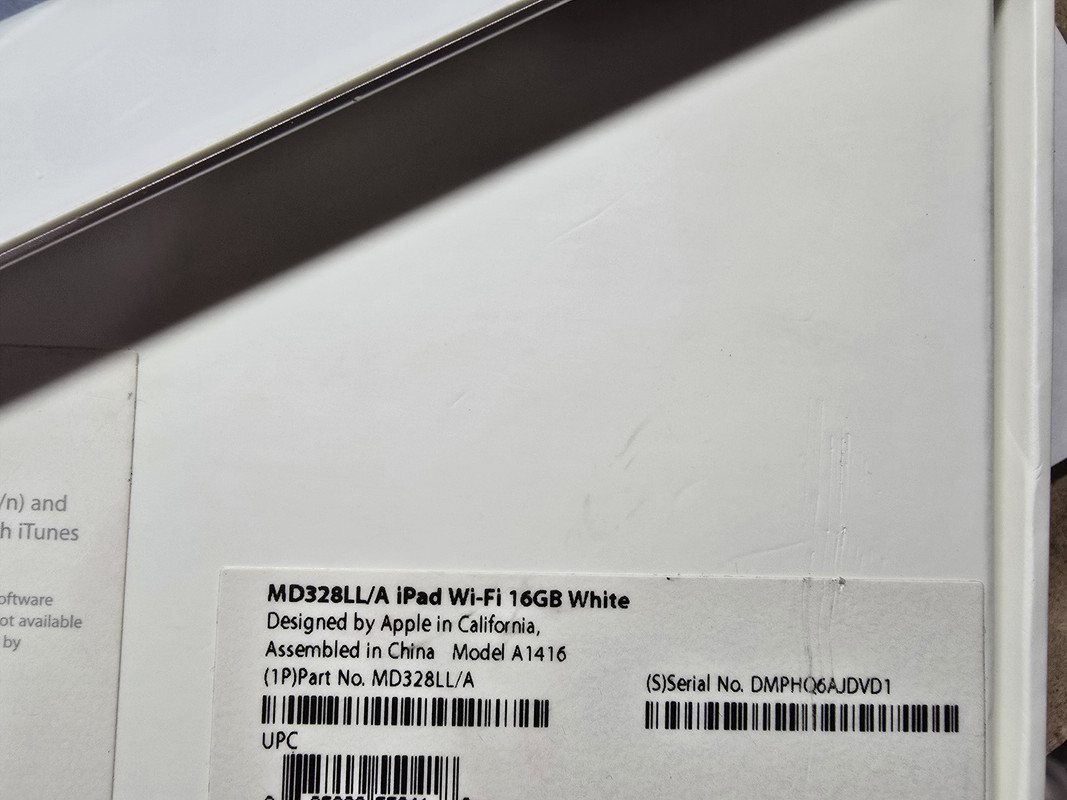 /n) and
h iTunes
oftware
ot available
by
MD328LL/A iPad Wi-Fi 16GB White
Designed by Apple in California,
Assembled in China Model A1416
(1P)Part No. MD328LL/A
(S)Serial No. DMPHQ6AJDVD1
UPC